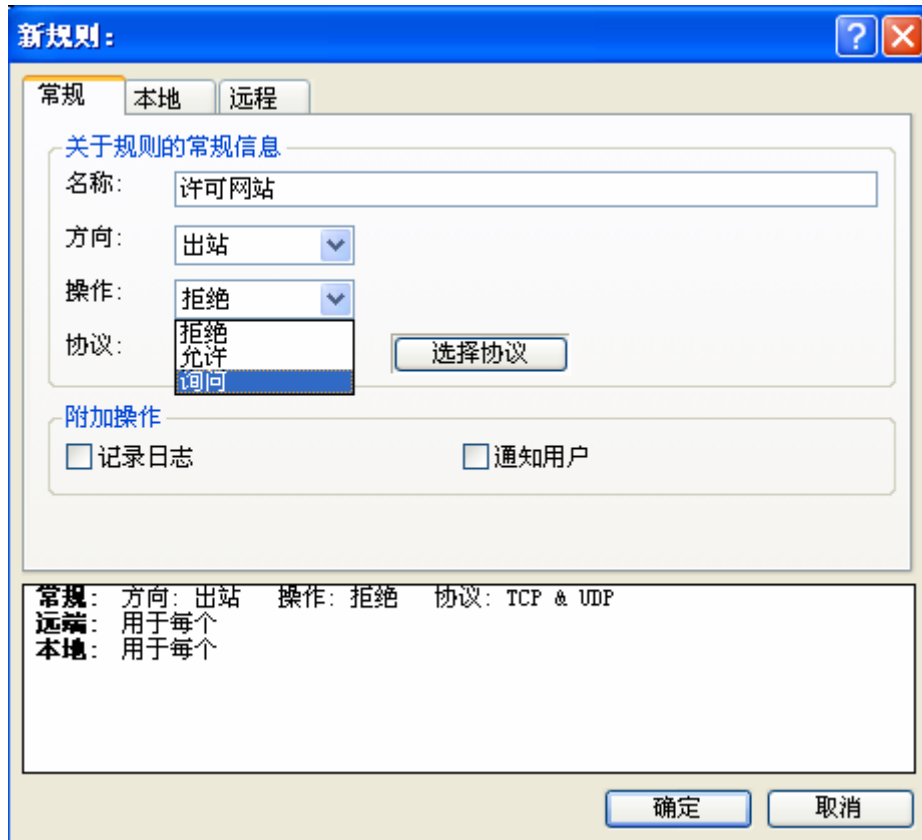 新规则:
常规 本地 远程
关于规则的常规信息
名称: 许可网站
方向: 出站
操作: 拒绝
拒绝
协议: 允许 选择协议
询问
附加操作
记录日志 通知用户
常规: 方向: 出站 操作: 拒绝 协议: TCP & UDP
远端: 用于每个
本地: 用于每个
确定 取消